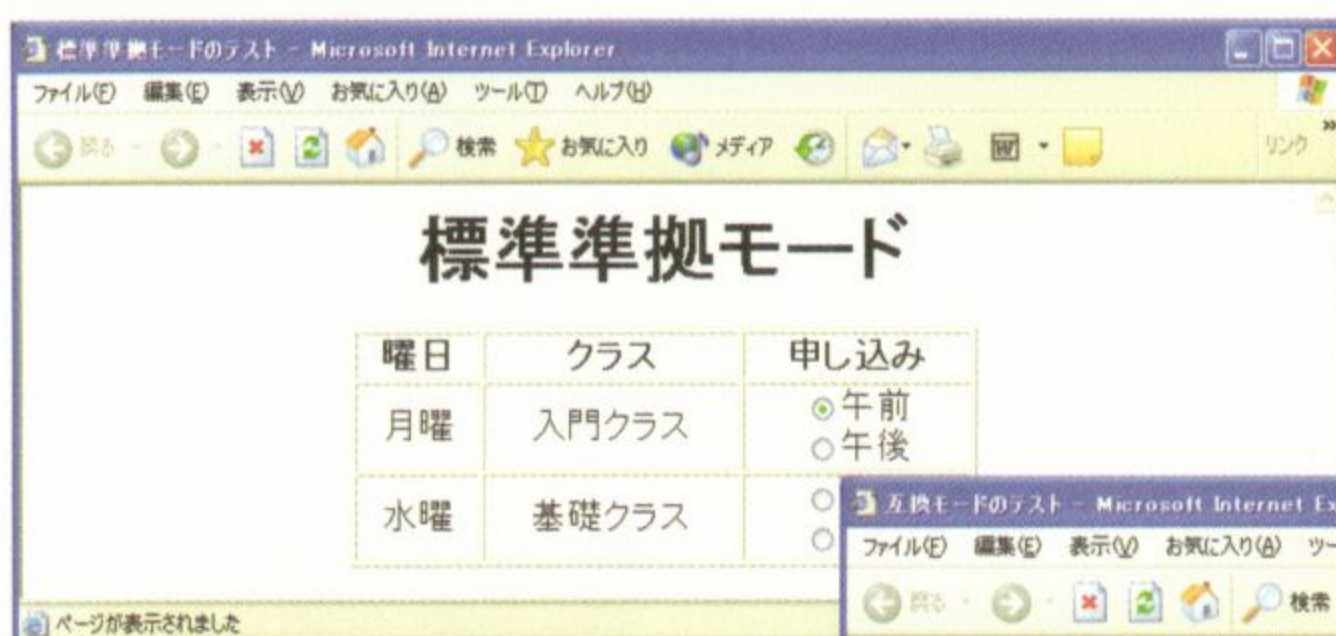 標準準拠モードのテスト - Microsoft Internet Explorer
ファイル(F) 編集(E) 表示(V) お気に入り(A) ツール(T) ヘルプ(H)
戻る 検索 お気に入り メディア リンク »
標準準拠モード
曜日 クラス 申し込み
月曜 入門クラス 午前
午後
水曜 基礎クラス
ページが表示されました
互換モードのテスト - Microsoft Internet Ex
ファイル(F) 編集(E) 表示(V) お気に入り(A) ツー
戻る 検索